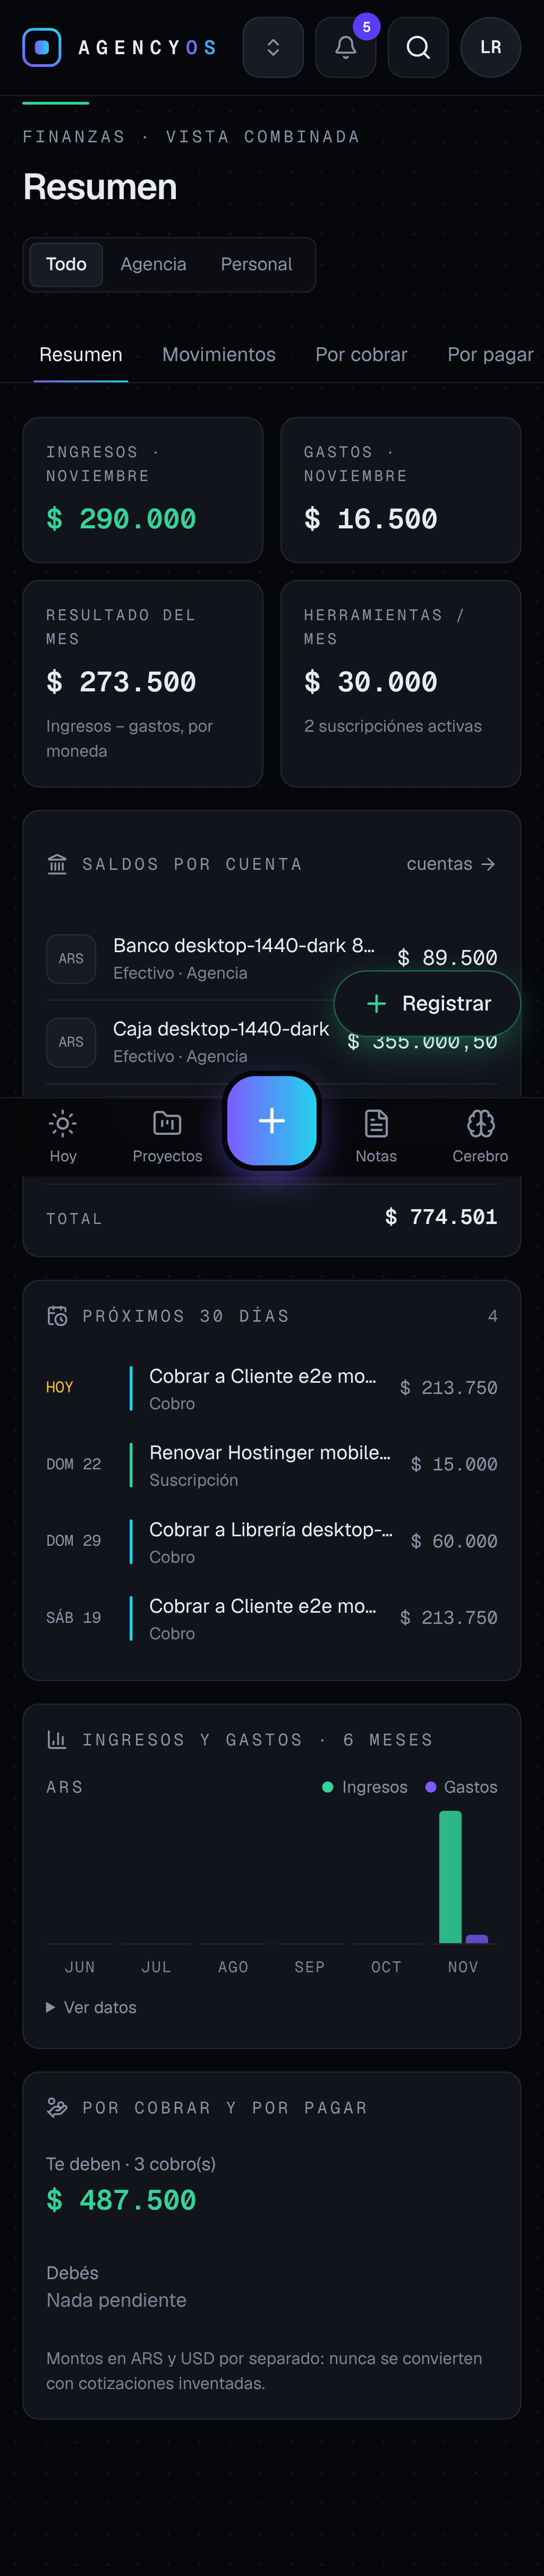 AGENCYOS
5
LR
FINANZAS · VISTA COMBINADA
Resumen
Todo Agencia Personal
Resumen Movimientos Por cobrar Por pagar
INGRESOS ·
NOVIEMBRE
$ 290.000
GASTOS ·
NOVIEMBRE
$ 16.500
RESULTADO DEL
MES
$ 273.500
Ingresos – gastos, por
moneda
HERRAMIENTAS /
MES
$ 30.000
2 suscripciónes activas
SALDOS POR CUENTA cuentas →
ARS Banco desktop-1440-dark 8… $ 89.500
Efectivo · Agencia
+ Registrar
ARS Caja desktop-1440-dark $ 355.000,50
Efectivo · Agencia
Hoy Proyectos + Notas Cerebro
TOTAL $ 774.501
PRÓXIMOS 30 DÍAS 4
HOY Cobrar a Cliente e2e mo… $ 213.750
Cobro
DOM 22 Renovar Hostinger mobile… $ 15.000
Suscripción
DOM 29 Cobrar a Librería desktop-… $ 60.000
Cobro
SÁB 19 Cobrar a Cliente e2e mo… $ 213.750
Cobro
INGRESOS Y GASTOS · 6 MESES
ARS Ingresos Gastos
JUN JUL AGO SEP OCT NOV
▶ Ver datos
POR COBRAR Y POR PAGAR
Te deben · 3 cobro(s)
$ 487.500
Debés
Nada pendiente
Montos en ARS y USD por separado: nunca se convierten
con cotizaciones inventadas.